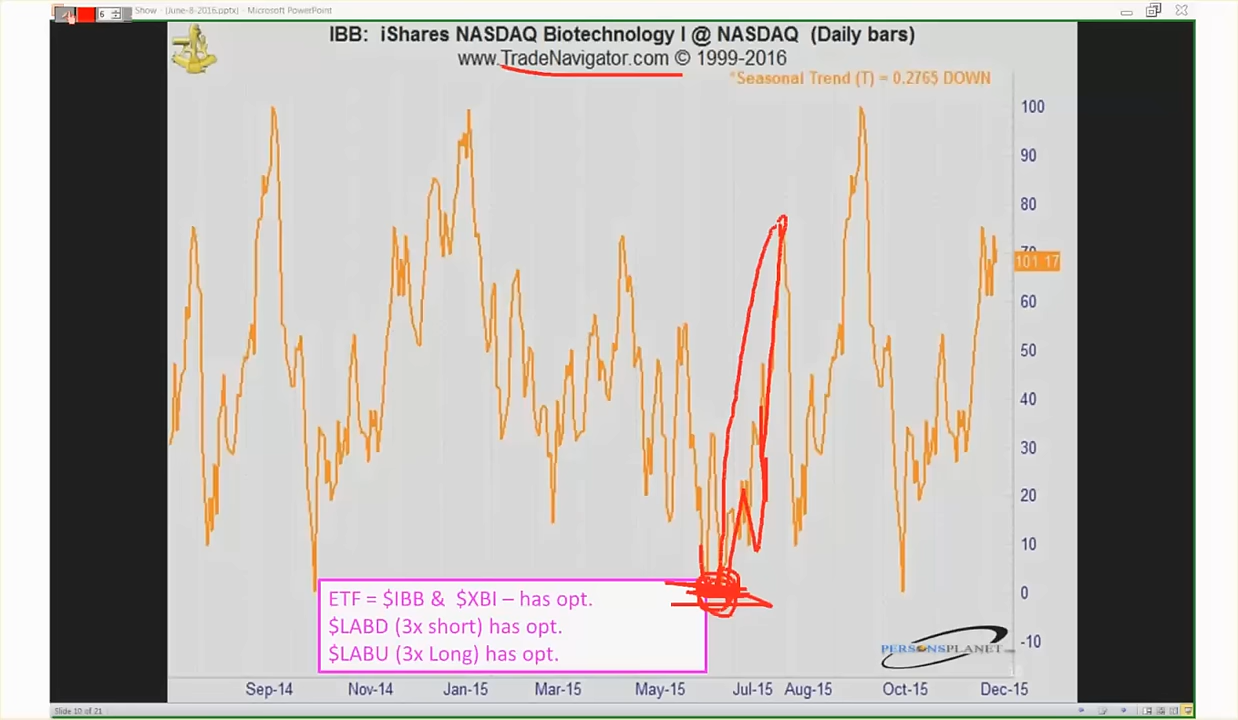 6 Show - (June-8-2016.pptx) - Microsoft PowerPoint
IBB: iShares NASDAQ Biotechnology I @ NASDAQ (Daily bars)
www.TradeNavigator.com © 1999-2016
*Seasonal Trend (T) = 0.2765 DOWN
100
90
80
70
101.17
60
50
40
30
20
10
0
-10
ETF = $IBB & $XBI – has opt.
$LABD (3x short) has opt.
$LABU (3x Long) has opt.
PERSONSPLANET
Sep-14 Nov-14 Jan-15 Mar-15 May-15 Jul-15 Aug-15 Oct-15 Dec-15
Slide 10 of 21